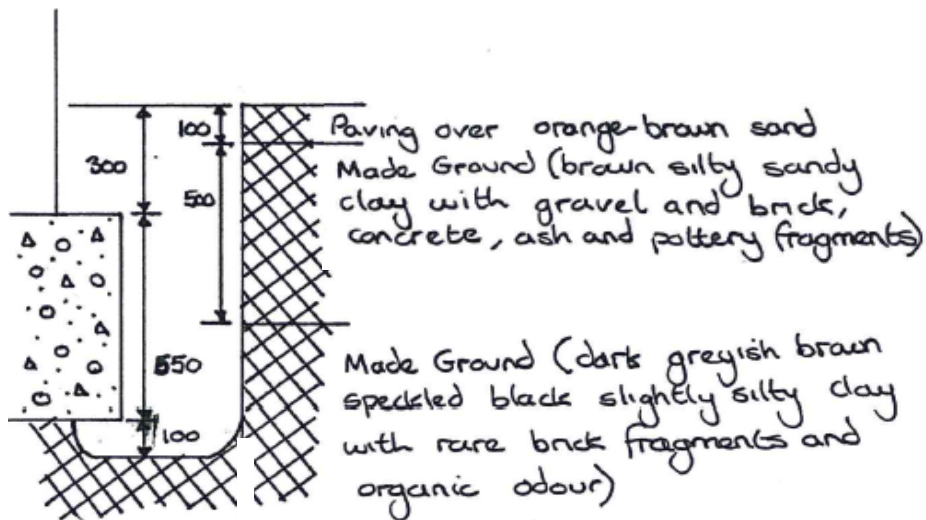 100
300
500
550
100
Paving over orange-brown sand
Made Ground (brown silty sandy
clay with gravel and brick,
concrete, ash and pottery fragments)
Made Ground (dark greyish brown
speckled black slightly silty clay
with rare brick fragments and
organic odour)